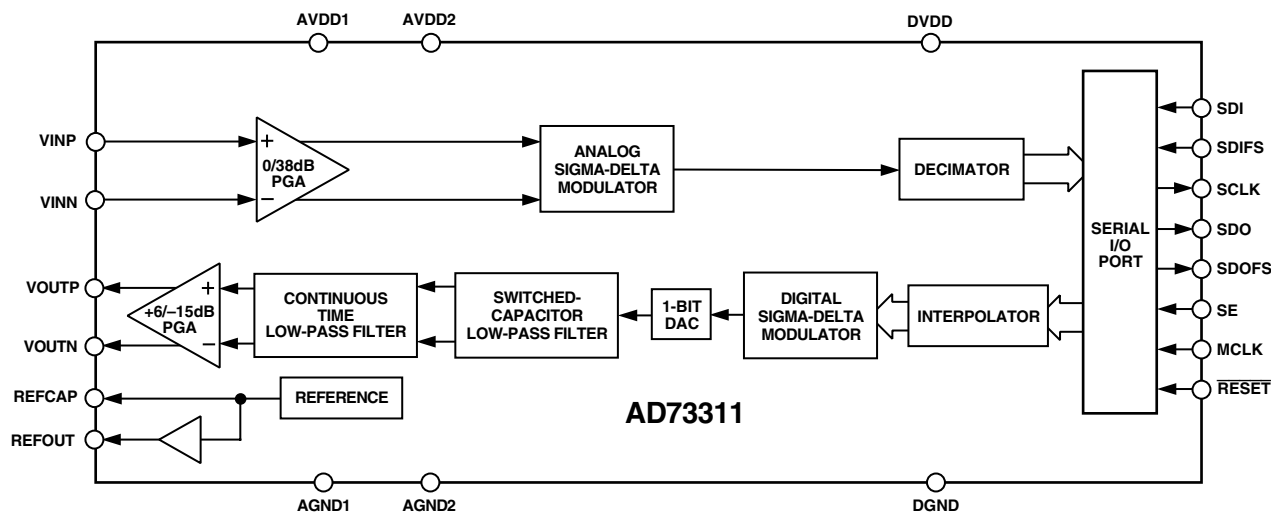 AVDD1
AVDD2
DVDD
VINP
VINN
+
0/38dB
PGA
−
ANALOG
SIGMA-DELTA
MODULATOR
DECIMATOR
SERIAL
I/O
PORT
SDI
SDIFS
SCLK
SDO
SDOFS
SE
MCLK
RESET
VOUTP
VOUTN
+
+6/–15dB
PGA
−
CONTINUOUS
TIME
LOW-PASS FILTER
SWITCHED-
CAPACITOR
LOW-PASS FILTER
1-BIT
DAC
DIGITAL
SIGMA-DELTA
MODULATOR
INTERPOLATOR
REFCAP
REFOUT
REFERENCE
AD73311
AGND1
AGND2
DGND